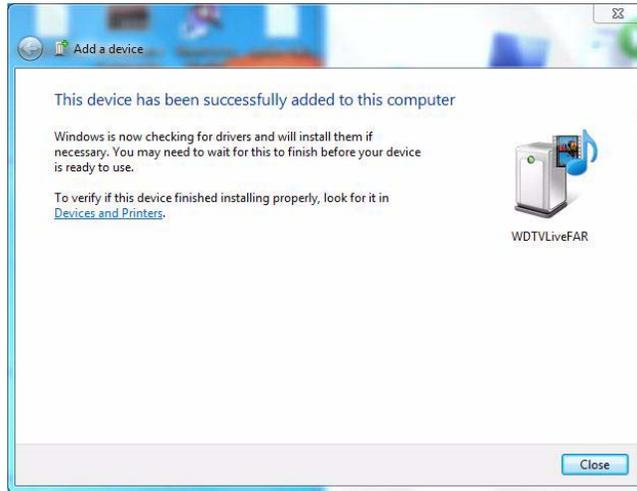 Add a device
This device has been successfully added to this computer
Windows is now checking for drivers and will install them if
necessary. You may need to wait for this to finish before your device
is ready to use.
To verify if this device finished installing properly, look for it in
Devices and Printers.
WDTVLiveFAR
Close